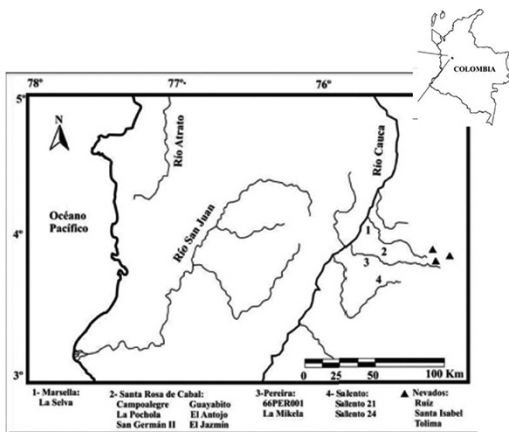 COLOMBIA
78° 77° 76°
5°
N
Río Atrato
Río Cauca
Océano
Pacífico
Río San Juan
4°
1
2
3
4
3°
0 25 50 100 Km
1- Marsella:
La Selva
2- Santa Rosa de Cabal:
Campoalegre Guayabito
La Pochola El Antojo
San Germán II El Jazmín
3-Pereira:
66PER001
La Mikela
4- Salento:
Salento 21
Salento 24
Nevados:
Ruíz
Santa Isabel
Tolima